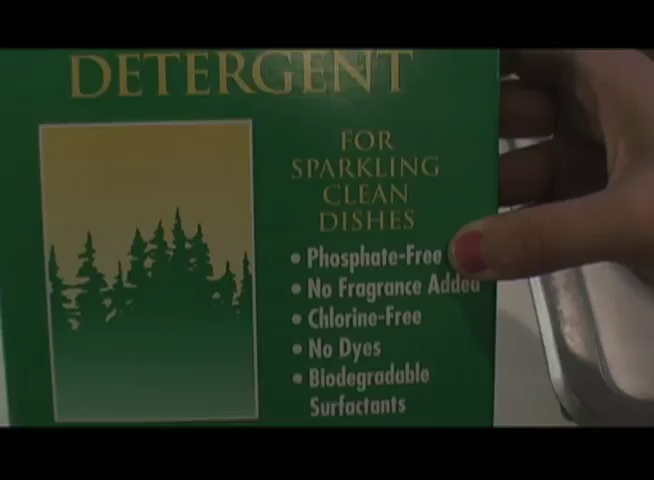 DETERGENT
FOR
SPARKLING
CLEAN
DISHES
• Phosphate-Free
• No Fragrance Added
• Chlorine-Free
• No Dyes
• Biodegradable
Surfactants